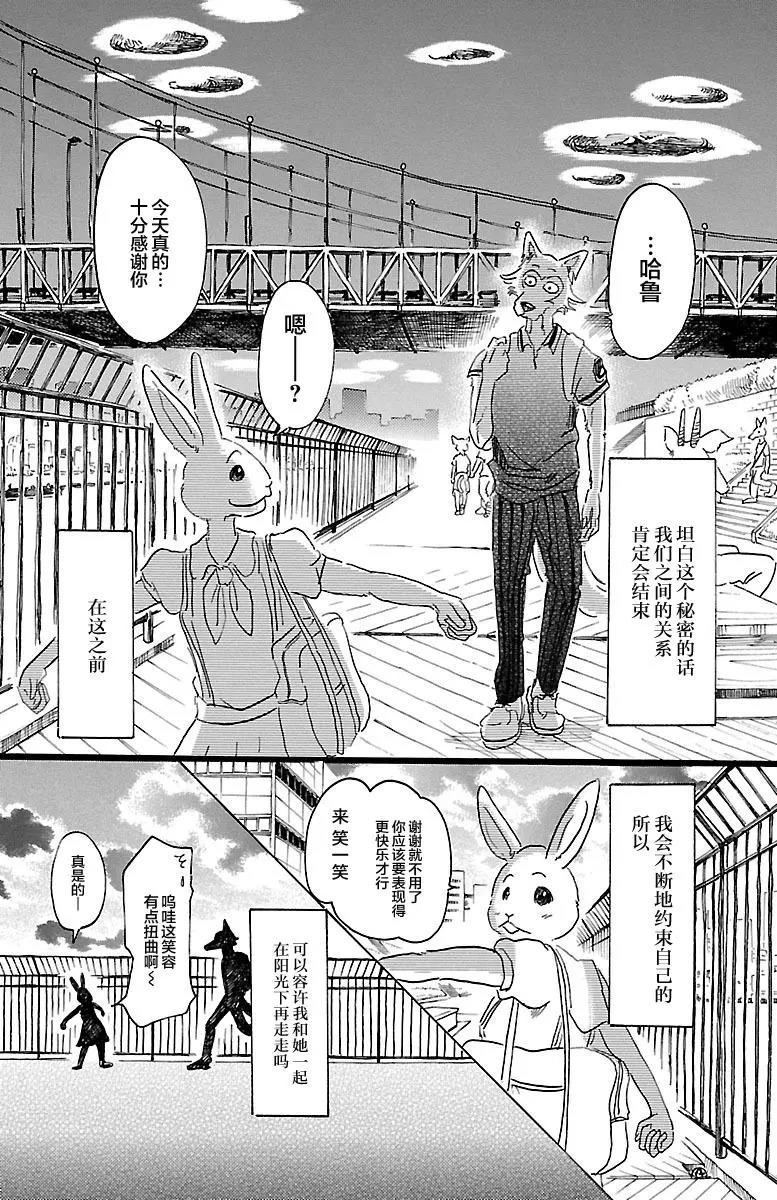 …哈鲁
嗯——?
今天真的…
十分感谢你
坦白这个秘密的话
我们之间的关系
肯定会结束
在这之前
我会不断地约束自己的
所以
谢谢就不用了
你应该要表现得
更快乐才行
来笑一笑
可以容许我和她一起
在阳光下再走走吗
呜哇这笑容
有点扭曲啊~
真是的——